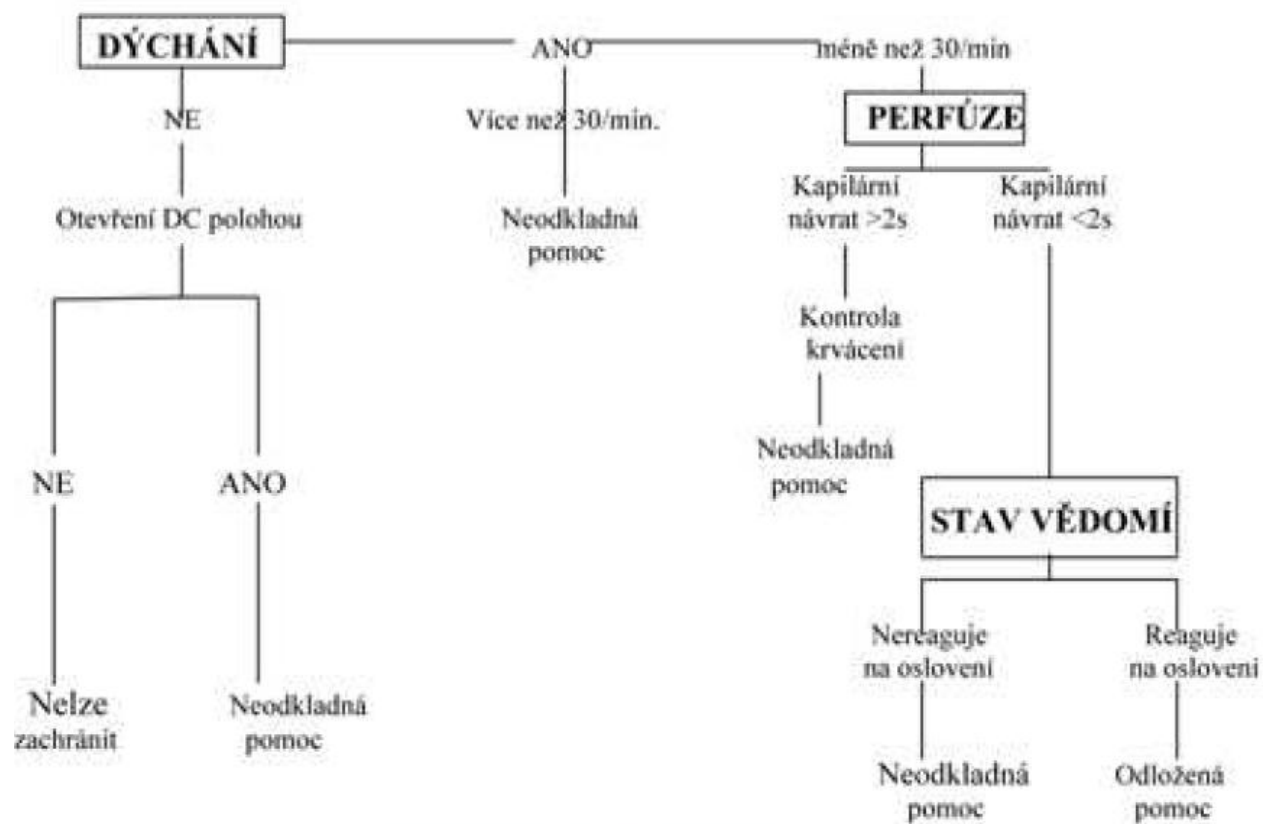 DÝCHÁNÍ
ANO
méně než 30/min
NE
Více než 30/min.
PERFÚZE
Otevření DC polohou
Neodkladná
pomoc
Kapilární
návrat >2s
Kapilární
návrat <2s
Kontrola
krvácení
Neodkladná
pomoc
NE
ANO
STAV VĚDOMÍ
Nereaguje
na oslovení
Reaguje
na oslovení
Nelze
zachránit
Neodkladná
pomoc
Neodkladná
pomoc
Odložená
pomoc